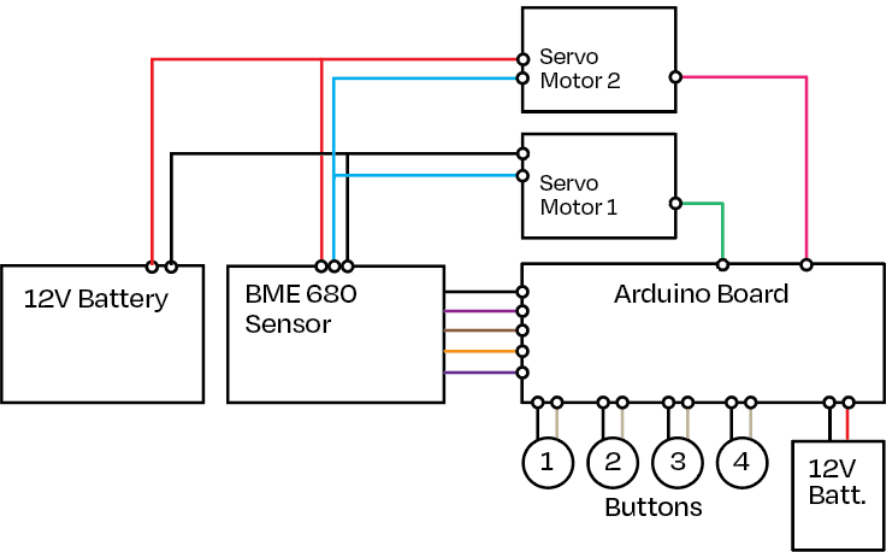 Servo
Motor 2
Servo
Motor 1
12V Battery
BME 680
Sensor
Arduino Board
1
2
3
4
Buttons
12V
Batt.